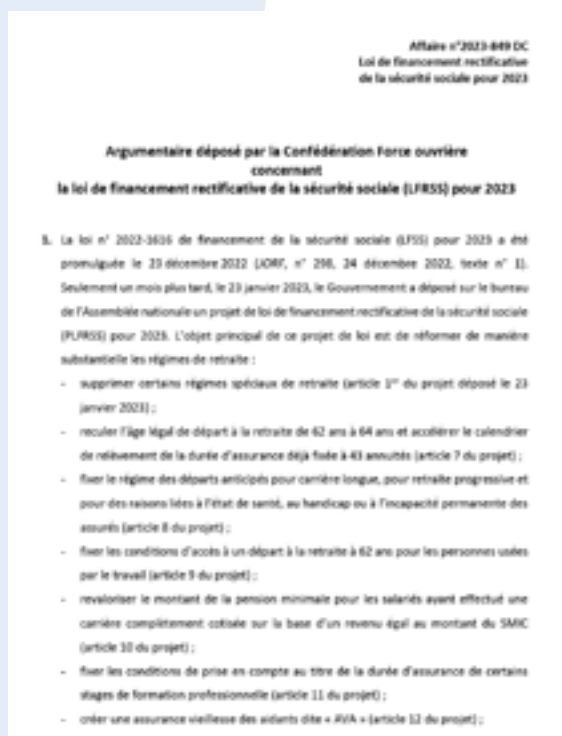 Affaire n°2023-849 DC
Loi de financement rectificative
de la sécurité sociale pour 2023
Argumentaire déposé par la Confédération Force ouvrière
concernant
la loi de financement rectificative de la sécurité sociale (LFRSS) pour 2023
1. La loi n° 2022-1616 de financement de la sécurité sociale (LFSS) pour 2023 a été
promulguée le 23 décembre 2022 (JORF, n° 298, 24 décembre 2022, texte n° 1).
Seulement un mois plus tard, le 23 janvier 2023, le Gouvernement a déposé sur le bureau
de l'Assemblée nationale un projet de loi de financement rectificative de la sécurité sociale
(PLFRSS) pour 2023. L'objet principal de ce projet de loi est de réformer de manière
substantielle les régimes de retraite :
- supprimer certains régimes spéciaux de retraite (article 1er du projet déposé le 23
janvier 2023) ;
- reculer l'âge légal de départ à la retraite de 62 ans à 64 ans et accélérer le calendrier
de relèvement de la durée d'assurance déjà fixée à 43 annuités (article 7 du projet) ;
- fixer le régime des départs anticipés pour carrière longue, pour retraite progressive et
pour des raisons liées à l'état de santé, au handicap ou à l'incapacité permanente des
assurés (article 8 du projet) ;
- fixer les conditions d'accès à un départ à la retraite à 62 ans pour les personnes usées
par le travail (article 9 du projet) ;
- revaloriser le montant de la pension minimale pour les salariés ayant effectué une
carrière complètement cotisée sur la base d'un revenu égal au montant du SMIC
(article 10 du projet) ;
- fixer les conditions de prise en compte au titre de la durée d'assurance de certains
stages de formation professionnelle (article 11 du projet) ;
- créer une assurance vieillesse des aidants dite « AVA » (article 12 du projet) ;